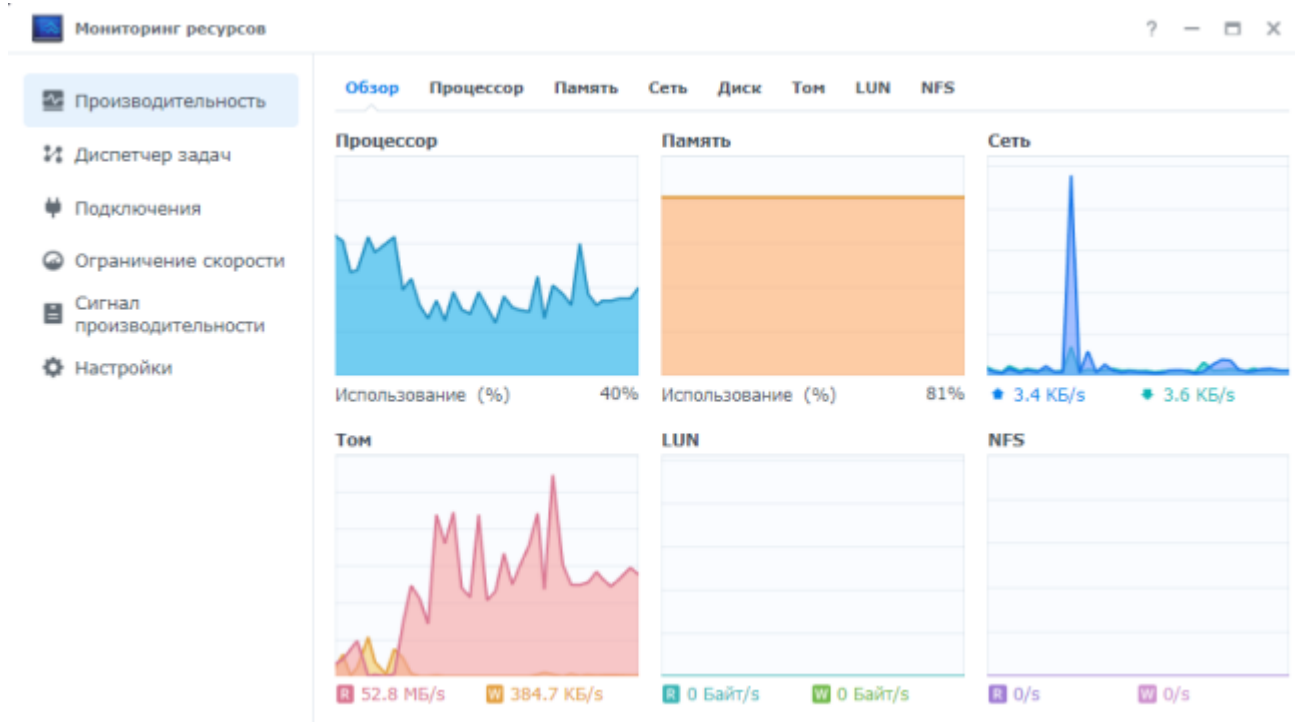 Мониторинг ресурсов
?
Производительность
Диспетчер задач
Подключения
Ограничение скорости
Сигнал
производительности
Настройки
Обзор Процессор Память Сеть Диск Том LUN NFS
Процессор
Использование (%) 40%
Память
Использование (%) 81%
Сеть
3.4 КБ/s 3.6 КБ/s
Том
R 52.8 МБ/s W 384.7 КБ/s
LUN
R 0 Байт/s W 0 Байт/s
NFS
R 0/s W 0/s